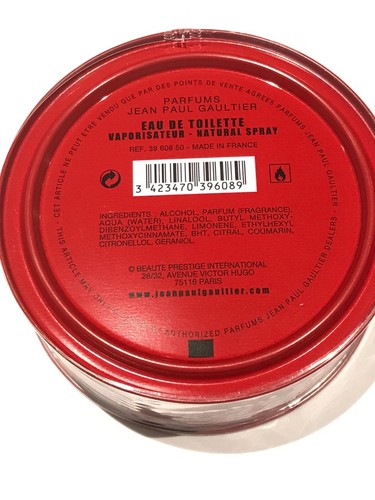 PARFUMS
JEAN PAUL GAULTIER
EAU DE TOILETTE
VAPORISATEUR - NATURAL SPRAY
REF. 39 608 50 - MADE IN FRANCE
3 423470 396089
INGREDIENTS : ALCOHOL, PARFUM (FRAGRANCE),
AQUA (WATER), LINALOOL, BUTYL METHOXY-
DIBENZOYLMETHANE, LIMONENE, ETHYLHEXYL
METHOXYCINNAMATE, BHT, CITRAL, COUMARIN,
CITRONELLOL, GERANIOL.
© BEAUTE PRESTIGE INTERNATIONAL
28/32, AVENUE VICTOR HUGO
75116 PARIS
www.jeanpaulgaultier.com
- CET ARTICLE NE PEUT ETRE VENDU QUE PAR DES POINTS DE VENTE AGREES PARFUMS JEAN PAUL GAULTIER
- THIS ARTICLE MAY AUTHORIZED PARFUMS JEAN PAUL GAULTIER DEALERS -